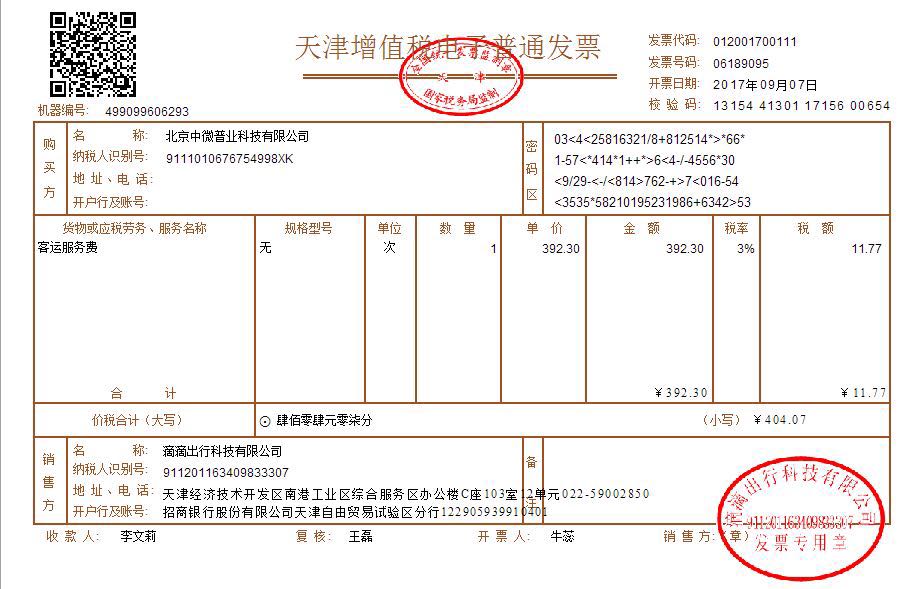 天津增值税电子普通发票
全国统一发票监制章
天 津
国家税务局监制
发票代码: 012001700111
发票号码: 06189095
开票日期: 2017年09月07日
校 验 码: 13154 41301 17156 00654
机器编号: 499099606293
购买方
名 称: 北京中微普业科技有限公司
纳税人识别号: 9111010676754998XK
地 址、电 话:
开户行及账号:
密码区
03<4<25816321/8+812514*>*66*
1-57<*414*1++*>6<4-/-4556*30
<9/29-<-/<814>762-+>7<016-54
<3535*58210195231986+6342>53
货物或应税劳务、服务名称 规格型号 单位 数 量 单 价 金 额 税率 税 额
客运服务费 无 次 1 392.30 392.30 3% 11.77
合 计 ¥392.30 ¥11.77
价税合计（大写） ⊙ 肆佰零肆元零柒分 （小写） ¥404.07
销售方
名 称: 滴滴出行科技有限公司
纳税人识别号: 911201163409833307
地 址、电 话: 天津经济技术开发区南港工业区综合服务区办公楼C座103室12单元022-59002850
开户行及账号: 招商银行股份有限公司天津自由贸易试验区分行122905939910401
备注
收 款 人: 李文莉 复 核: 王磊 开 票 人: 牛蕊 销 售 方:（章）
滴滴出行科技有限公司
911201163409833307
发票专用章